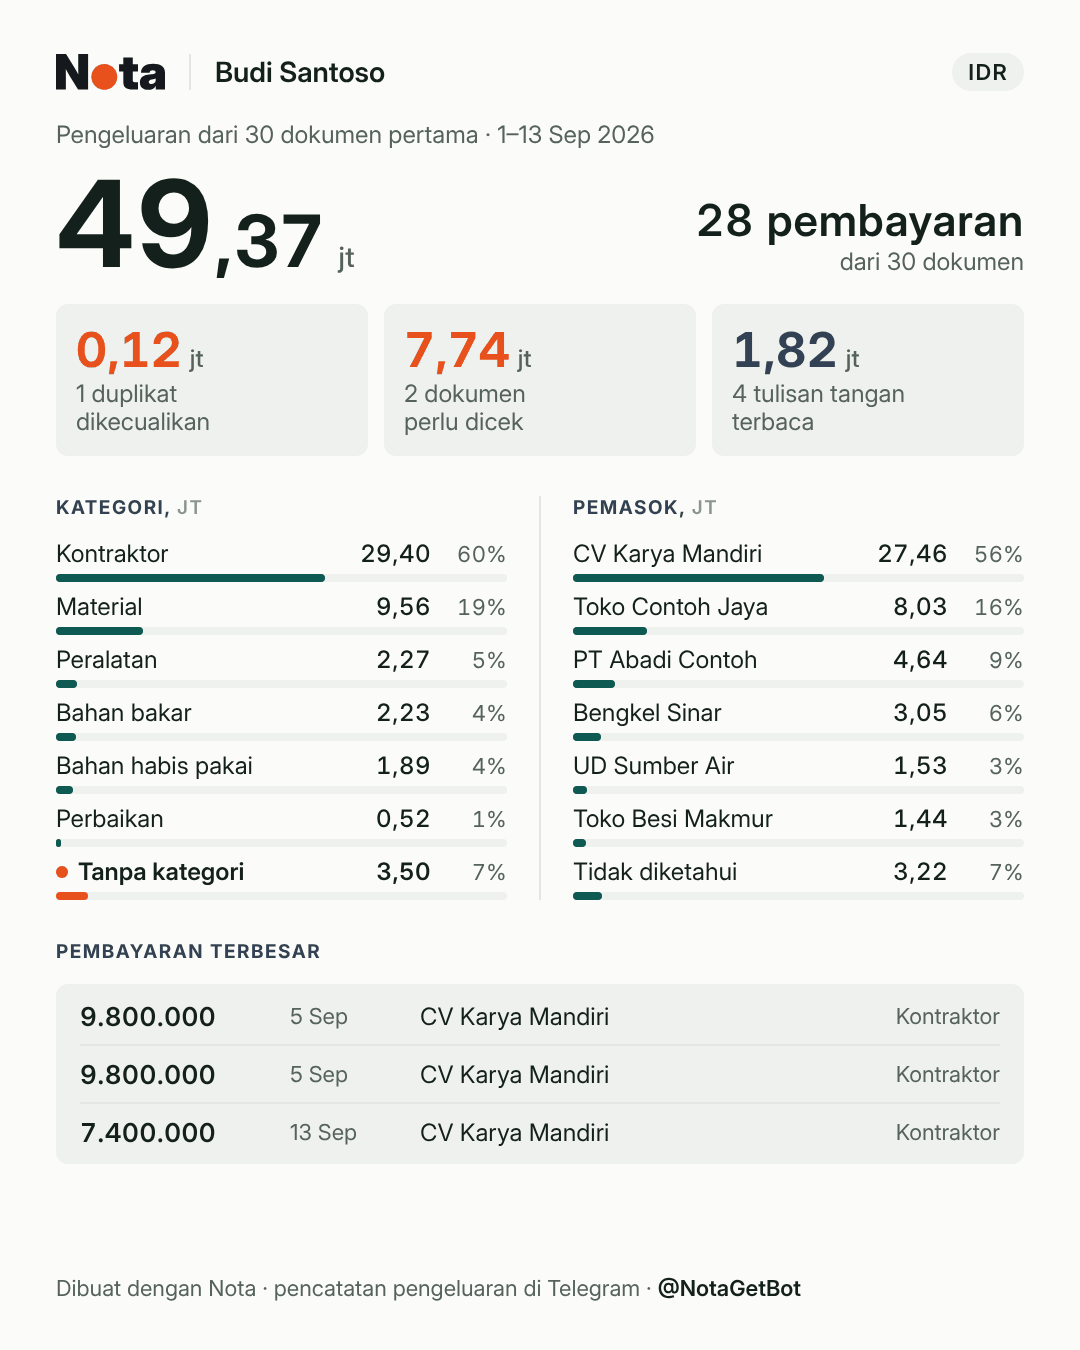 Nota
Budi Santoso
IDR
Pengeluaran dari 30 dokumen pertama · 1–13 Sep 2026
49,37 jt
28 pembayaran
dari 30 dokumen
0,12 jt
1 duplikat
dikecualikan
7,74 jt
2 dokumen
perlu dicek
1,82 jt
4 tulisan tangan
terbaca
KATEGORI, JT
Kontraktor 29,40 60%
Material 9,56 19%
Peralatan 2,27 5%
Bahan bakar 2,23 4%
Bahan habis pakai 1,89 4%
Perbaikan 0,52 1%
Tanpa kategori 3,50 7%
PEMASOK, JT
CV Karya Mandiri 27,46 56%
Toko Contoh Jaya 8,03 16%
PT Abadi Contoh 4,64 9%
Bengkel Sinar 3,05 6%
UD Sumber Air 1,53 3%
Toko Besi Makmur 1,44 3%
Tidak diketahui 3,22 7%
PEMBAYARAN TERBESAR
9.800.000 5 Sep CV Karya Mandiri Kontraktor
9.800.000 5 Sep CV Karya Mandiri Kontraktor
7.400.000 13 Sep CV Karya Mandiri Kontraktor
Dibuat dengan Nota · pencatatan pengeluaran di Telegram · @NotaGetBot